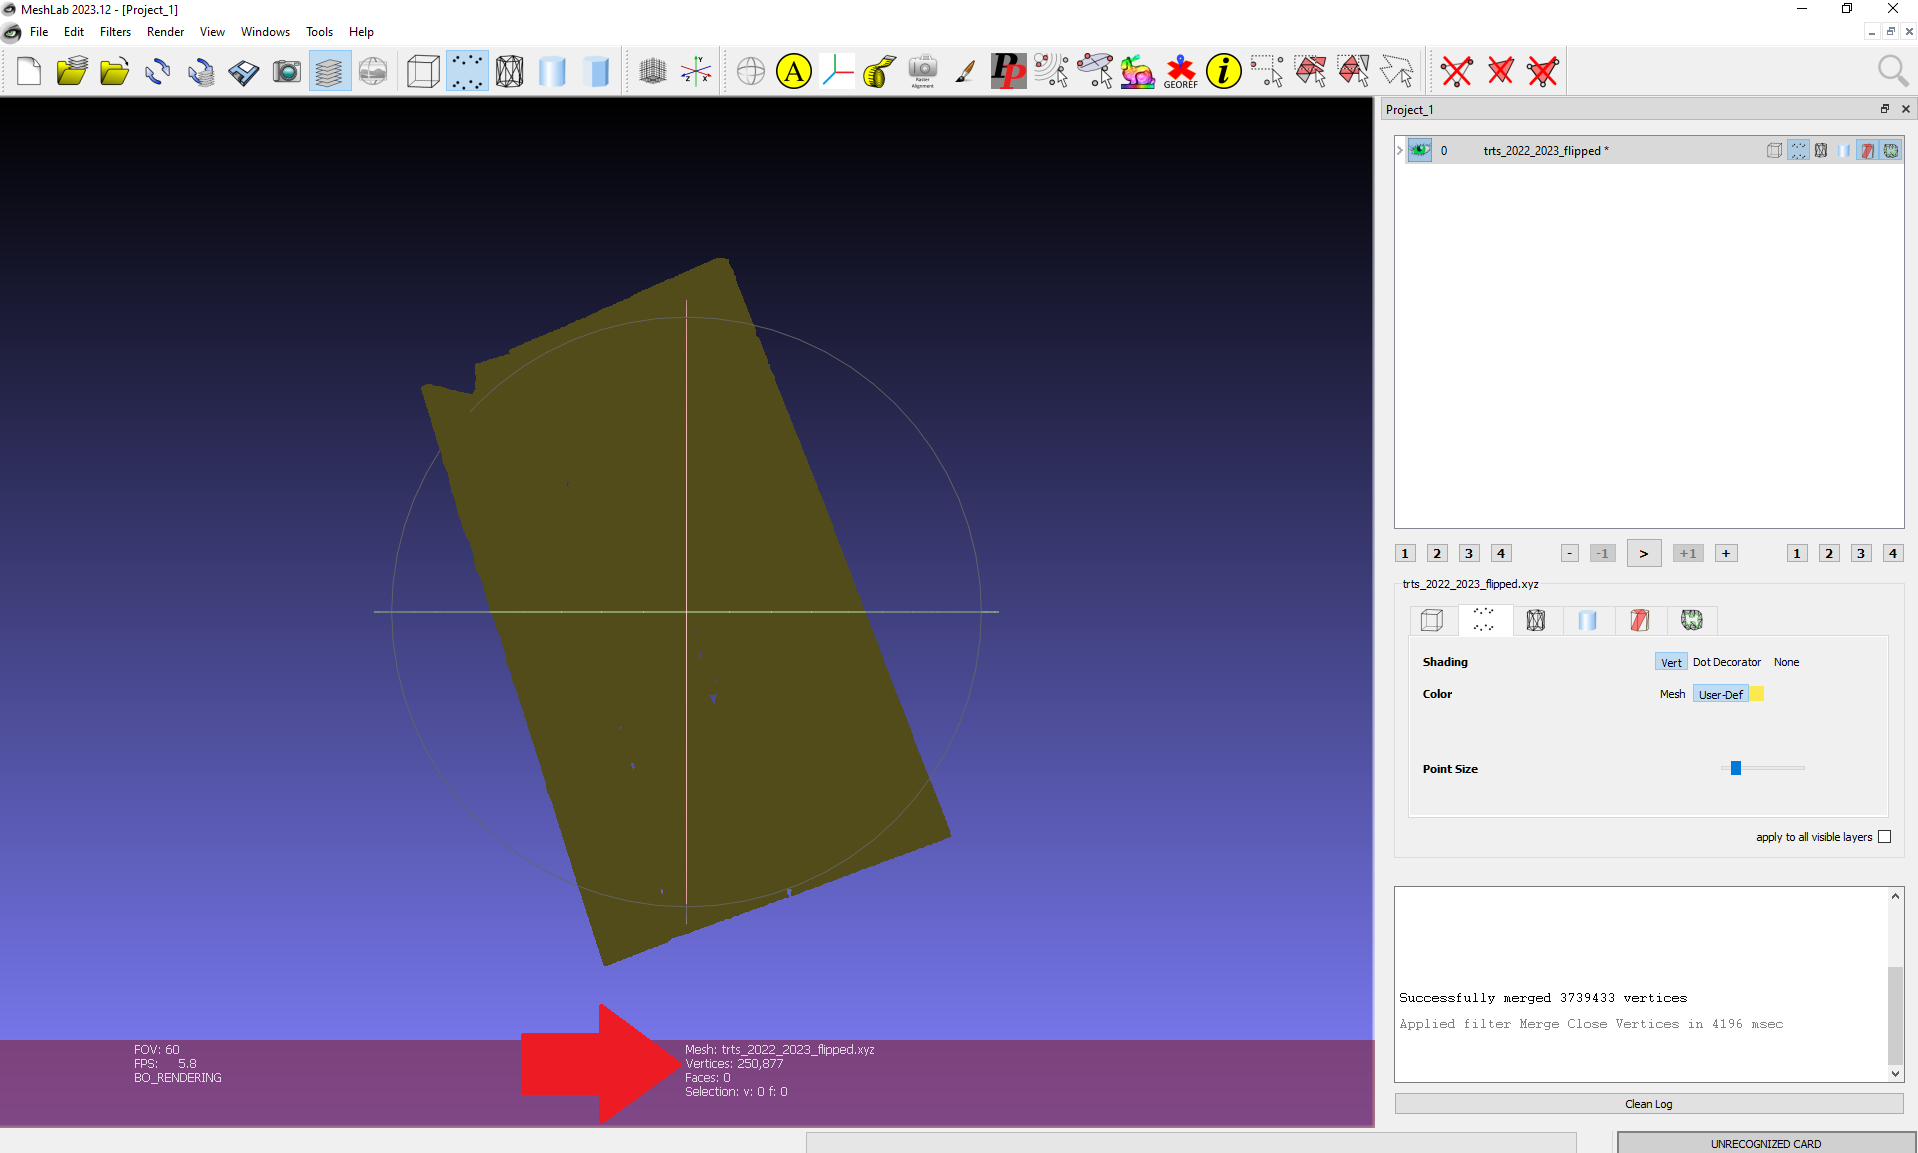 MeshLab 2023.12 - [Project_1]
File Edit Filters Render View Windows Tools Help
A
Raster Alignment
PP
GEOREF
i
Y
Z X
Project_1
0 trts_2022_2023_flipped *
1 2 3 4 - -1 > +1 + 1 2 3 4
trts_2022_2023_flipped.xyz
Shading Vert Dot Decorator None
Color Mesh User-Def
Point Size
apply to all visible layers
Successfully merged 3739433 vertices
Applied filter Merge Close Vertices in 4196 msec
Clean Log
FOV: 60
FPS: 5.8
BO_RENDERING
Mesh: trts_2022_2023_flipped.xyz
Vertices: 250,877
Faces: 0
Selection: v: 0 f: 0
UNRECOGNIZED CARD